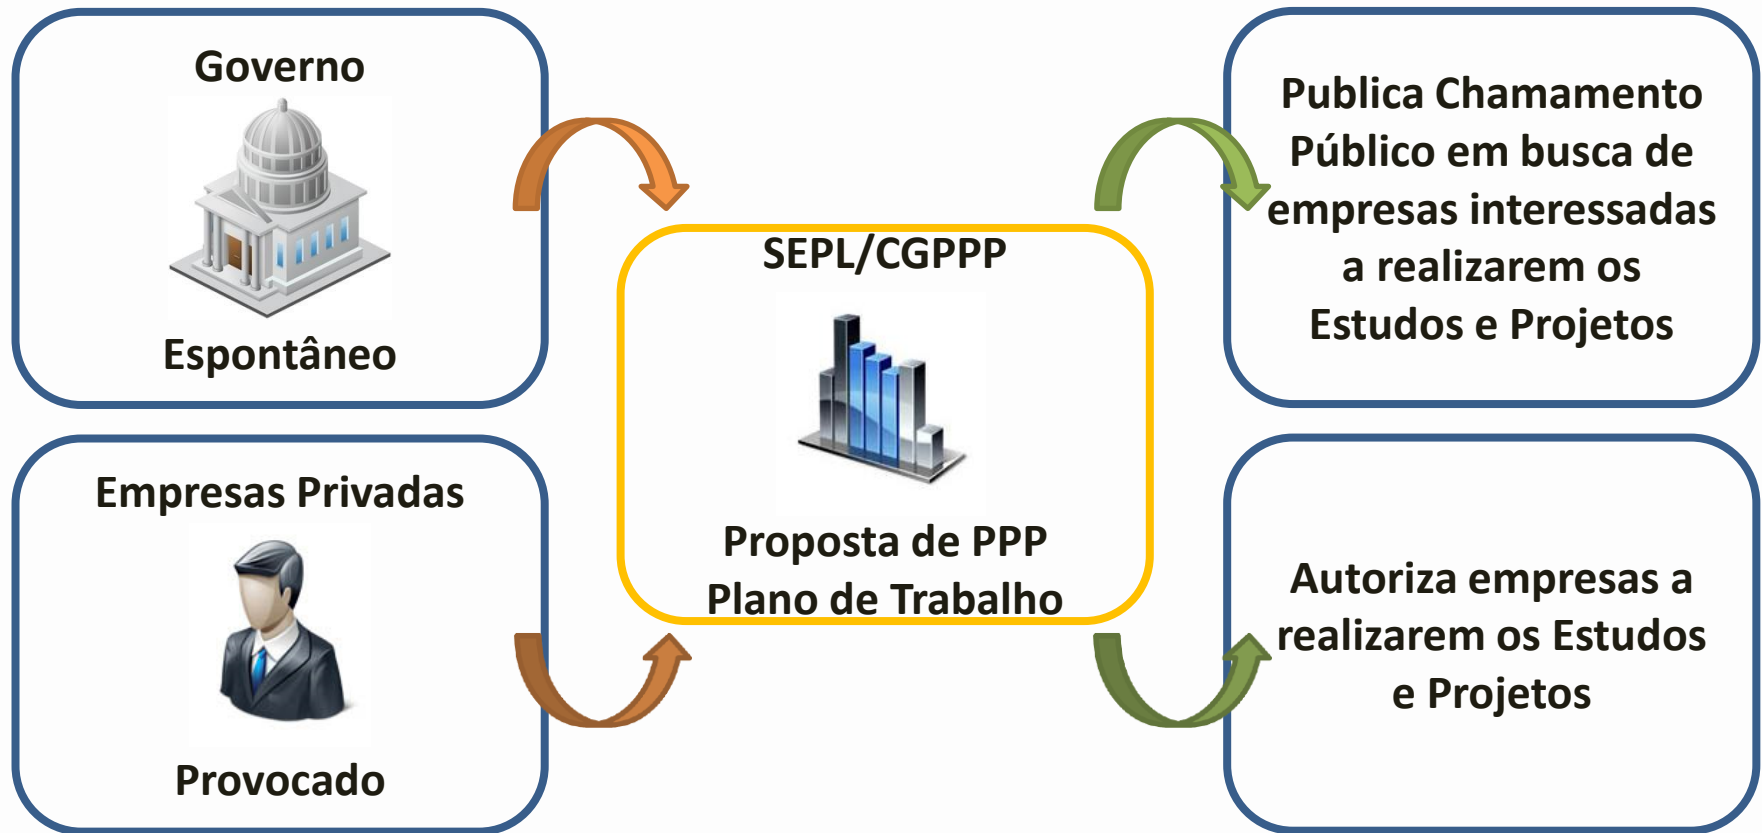 Governo
Espontâneo
Empresas Privadas
Provocado
SEPL/CGPPP
Proposta de PPP
Plano de Trabalho
Publica Chamamento
Público em busca de
empresas interessadas
a realizarem os
Estudos e Projetos
Autoriza empresas a
realizarem os Estudos
e Projetos